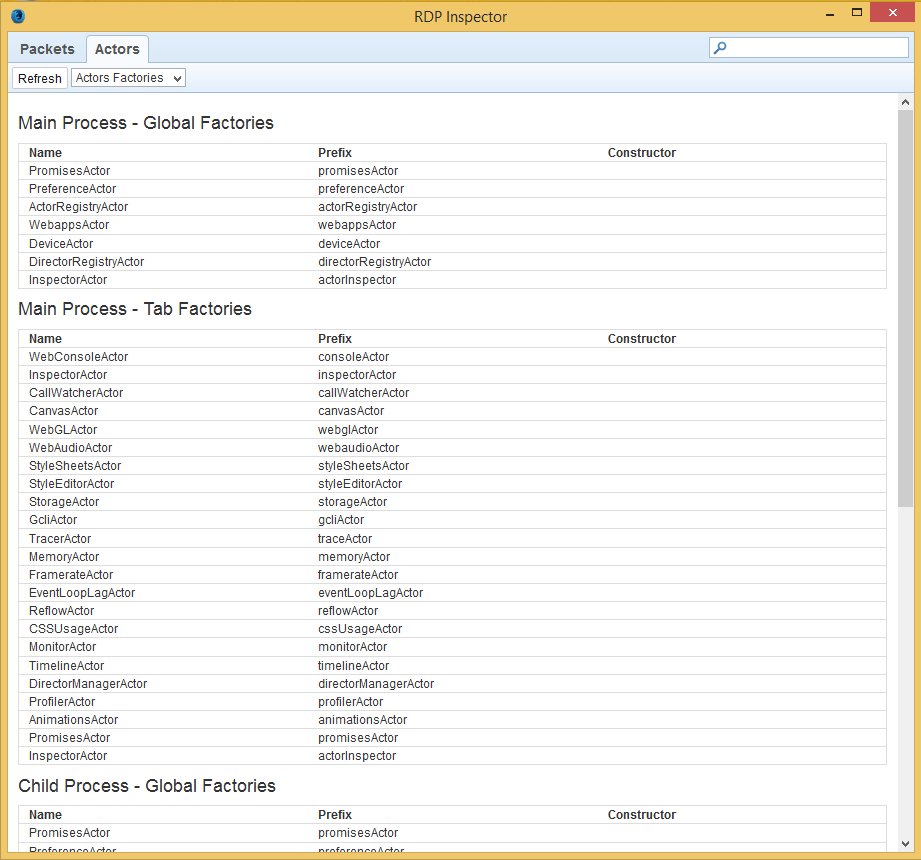 RDP Inspector
Packets Actors
Refresh Actors Factories
Main Process - Global Factories
Name Prefix Constructor
PromisesActor promisesActor
PreferenceActor preferenceActor
ActorRegistryActor actorRegistryActor
WebappsActor webappsActor
DeviceActor deviceActor
DirectorRegistryActor directorRegistryActor
InspectorActor actorInspector
Main Process - Tab Factories
Name Prefix Constructor
WebConsoleActor consoleActor
InspectorActor inspectorActor
CallWatcherActor callWatcherActor
CanvasActor canvasActor
WebGLActor webglActor
WebAudioActor webaudioActor
StyleSheetsActor styleSheetsActor
StyleEditorActor styleEditorActor
StorageActor storageActor
GcliActor gcliActor
TracerActor traceActor
MemoryActor memoryActor
FramerateActor framerateActor
EventLoopLagActor eventLoopLagActor
ReflowActor reflowActor
CSSUsageActor cssUsageActor
MonitorActor monitorActor
TimelineActor timelineActor
DirectorManagerActor directorManagerActor
ProfilerActor profilerActor
AnimationsActor animationsActor
PromisesActor promisesActor
InspectorActor actorInspector
Child Process - Global Factories
Name Prefix Constructor
PromisesActor promisesActor
PreferenceActor preferenceActor